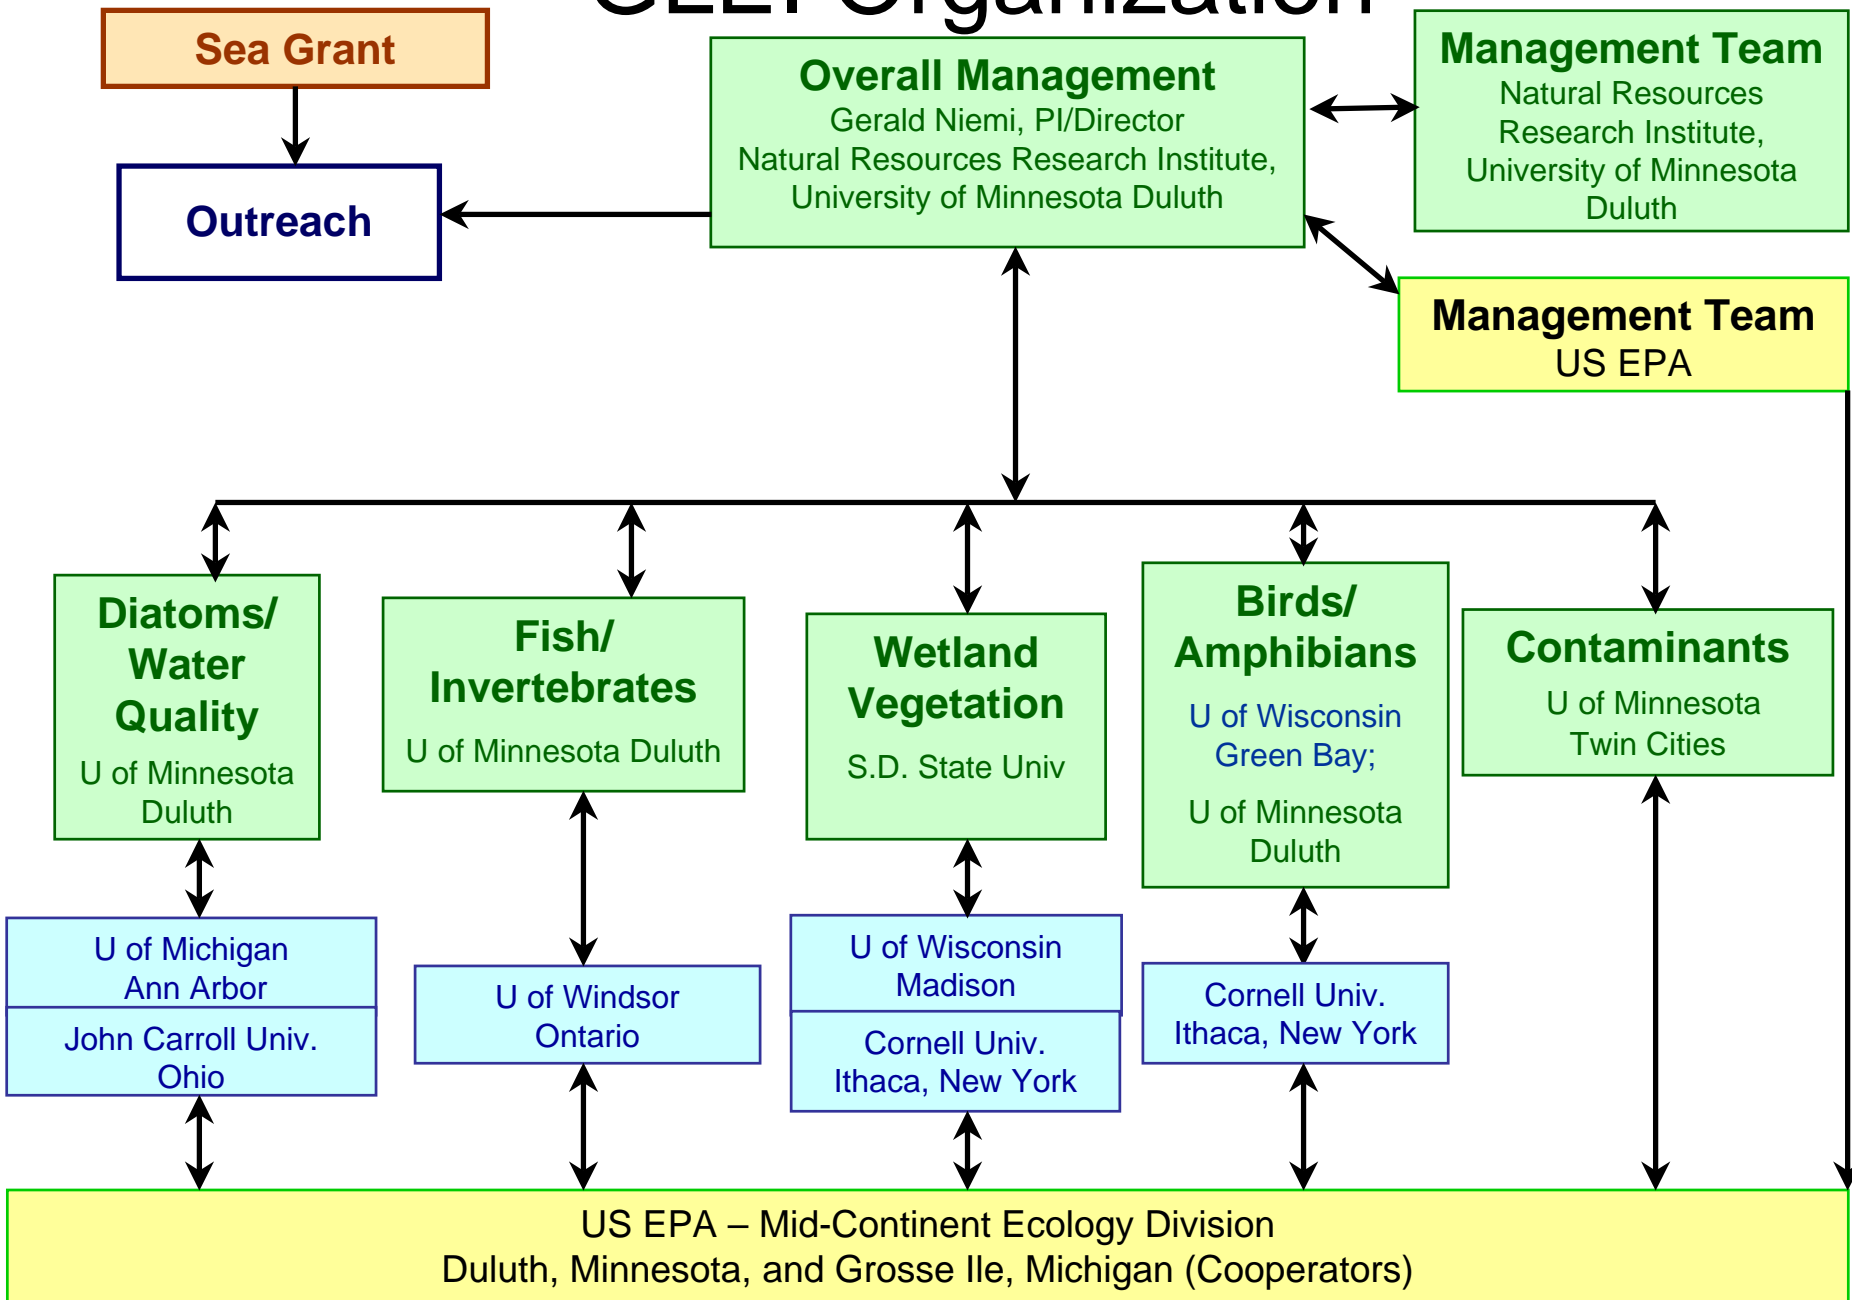 GLEI Organization
Sea Grant
Outreach
Overall Management
Gerald Niemi, PI/Director
Natural Resources Research Institute,
University of Minnesota Duluth
Management Team
Natural Resources
Research Institute,
University of Minnesota
Duluth
Management Team
US EPA
Diatoms/
Water
Quality
U of Minnesota
Duluth
Fish/
Invertebrates
U of Minnesota Duluth
Wetland
Vegetation
S.D. State Univ
Birds/
Amphibians
U of Wisconsin
Green Bay;
U of Minnesota
Duluth
Contaminants
U of Minnesota
Twin Cities
U of Michigan
Ann Arbor
John Carroll Univ.
Ohio
U of Windsor
Ontario
U of Wisconsin
Madison
Cornell Univ.
Ithaca, New York
Cornell Univ.
Ithaca, New York
US EPA – Mid-Continent Ecology Division
Duluth, Minnesota, and Grosse Ile, Michigan (Cooperators)